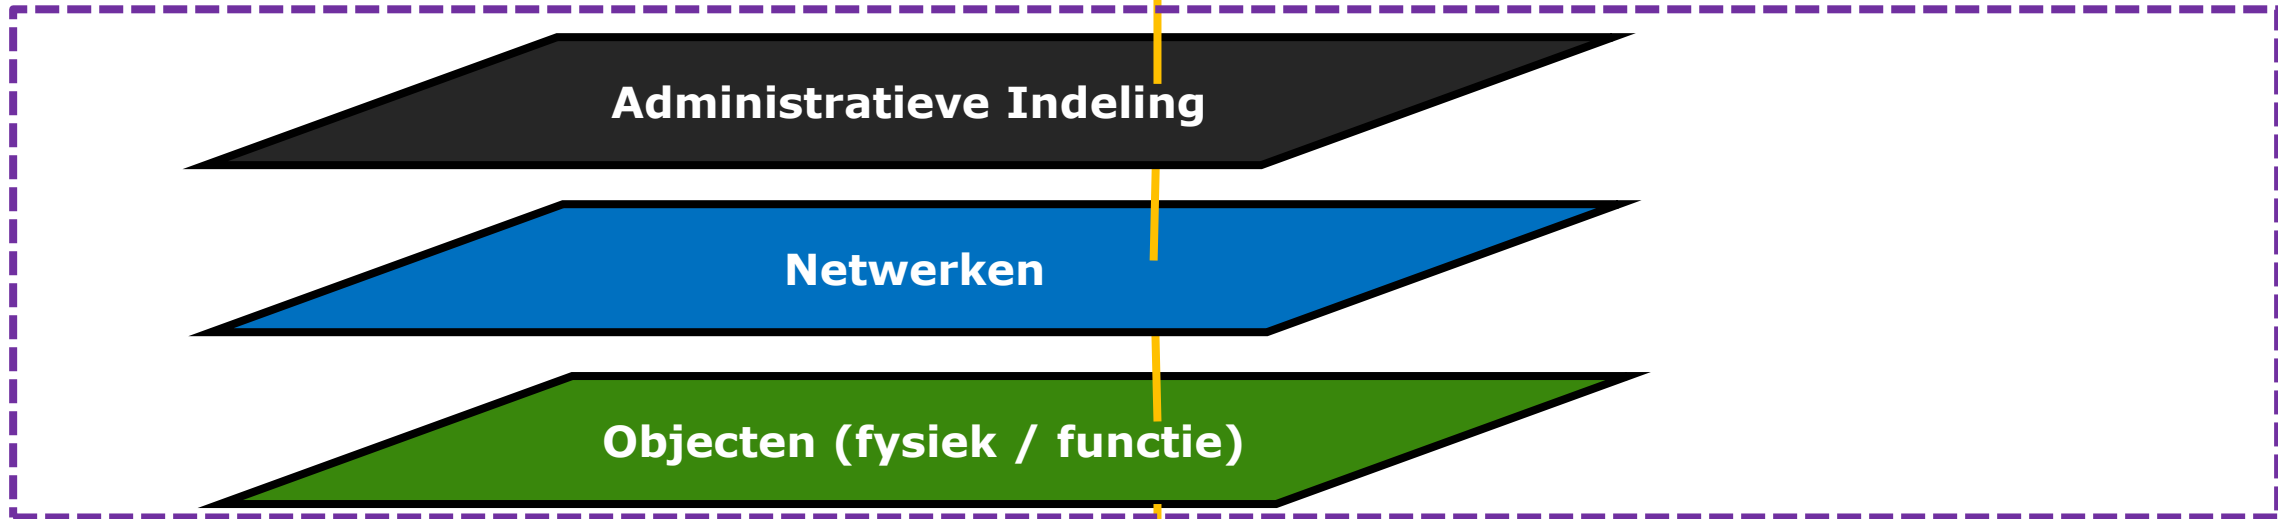 Administratieve Indeling
Netwerken
Objecten (fysiek / functie)